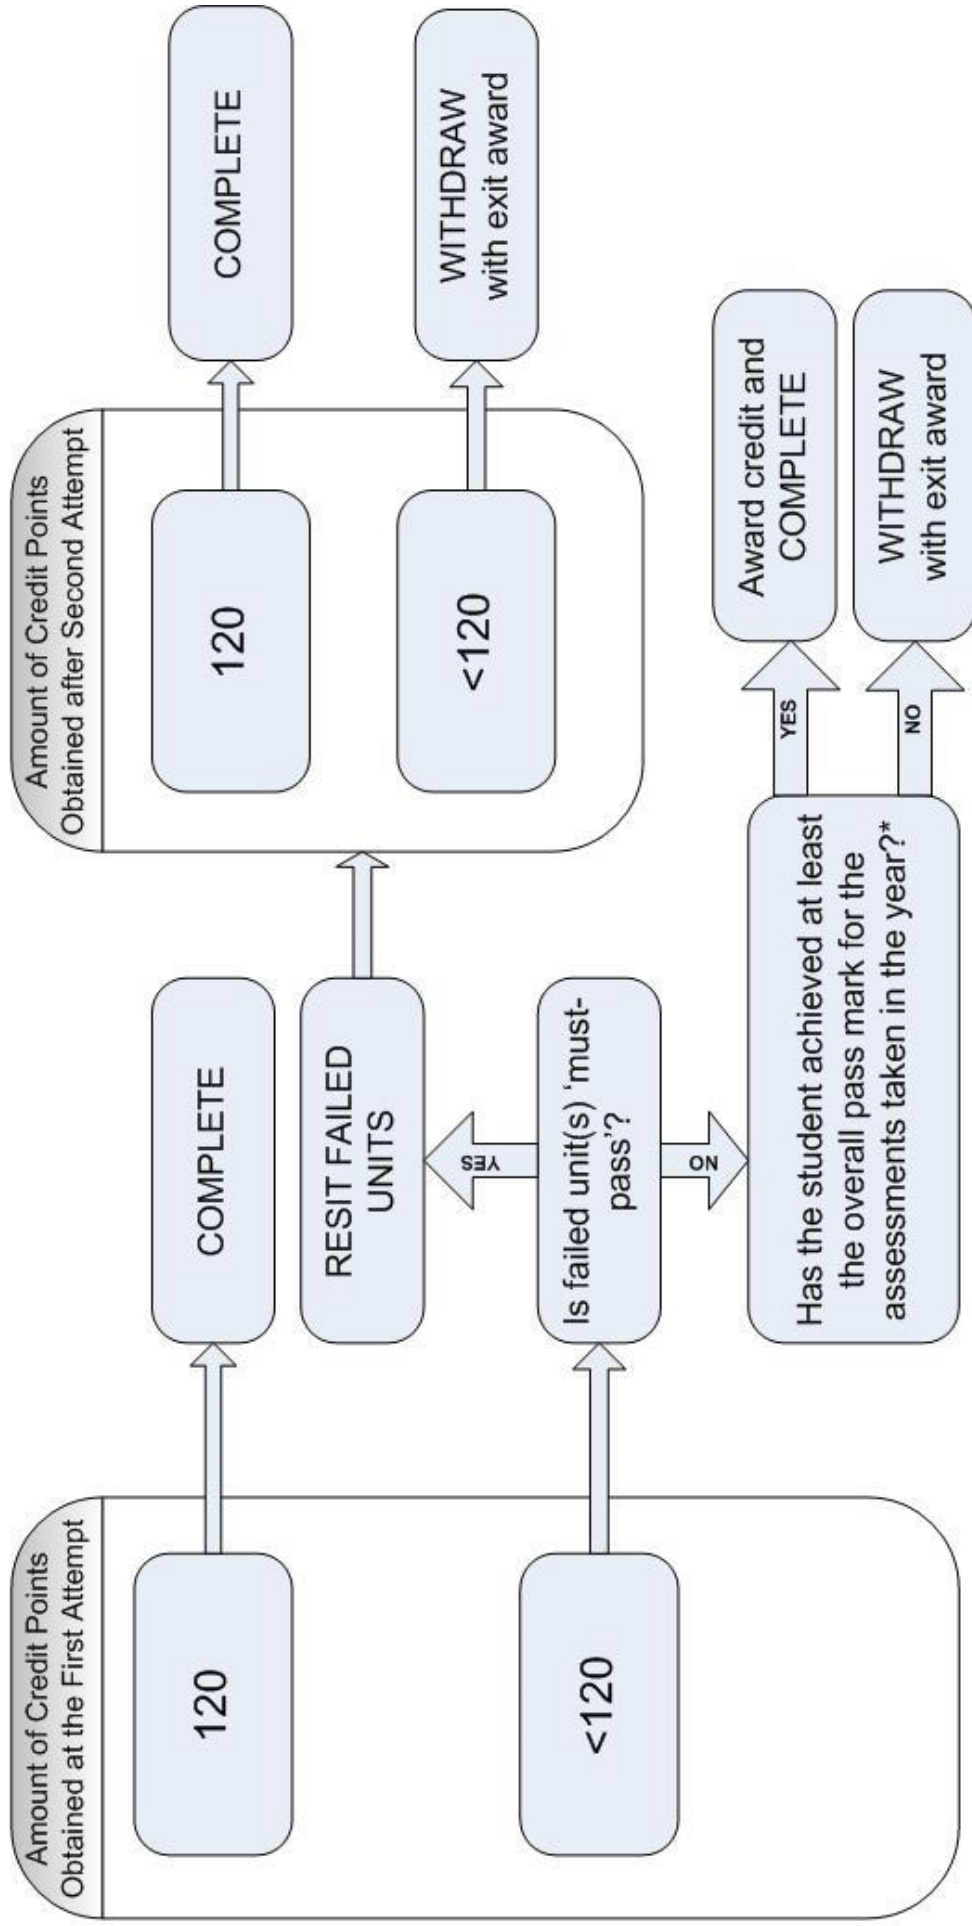 Amount of Credit Points
Obtained at the First Attempt
120
<120
COMPLETE
RESIT FAILED
UNITS
YES
Is failed unit(s) ‘must-
pass’?
NO
Has the student achieved at least
the overall pass mark for the
assessments taken in the year?*
Amount of Credit Points
Obtained after Second Attempt
120
<120
YES
NO
COMPLETE
WITHDRAW
with exit award
Award credit and
COMPLETE
WITHDRAW
with exit award